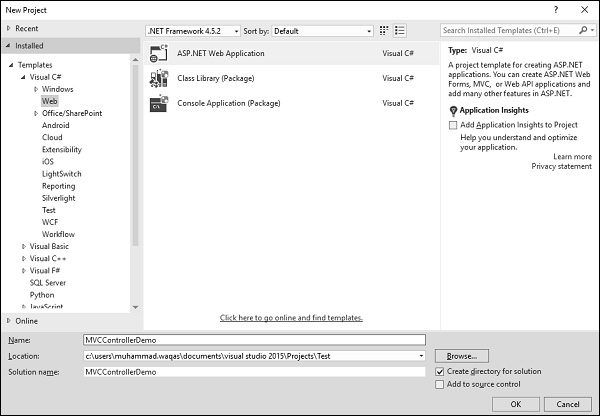 New Project
? ×
Recent
.NET Framework 4.5.2
Sort by: Default
Search Installed Templates (Ctrl+E)
Installed
Templates
Visual C#
Windows
Web
Office/SharePoint
Android
Cloud
Extensibility
iOS
LightSwitch
Reporting
Silverlight
Test
WCF
Workflow
Visual Basic
Visual C++
Visual F#
SQL Server
Python
JavaScript
Online
ASP.NET Web Application Visual C#
Class Library (Package) Visual C#
Console Application (Package) Visual C#
Click here to go online and find templates.
Type: Visual C#
A project template for creating ASP.NET
applications. You can create ASP.NET Web
Forms, MVC, or Web API applications and
add many other features in ASP.NET.
Application Insights
Add Application Insights to Project
Help you understand and optimize
your application.
Learn more
Privacy statement
Name: MVCControllerDemo
Location: c:\users\muhammad.waqas\documents\visual studio 2015\Projects\Test
Browse...
Solution name: MVCControllerDemo
Create directory for solution
Add to source control
OK Cancel